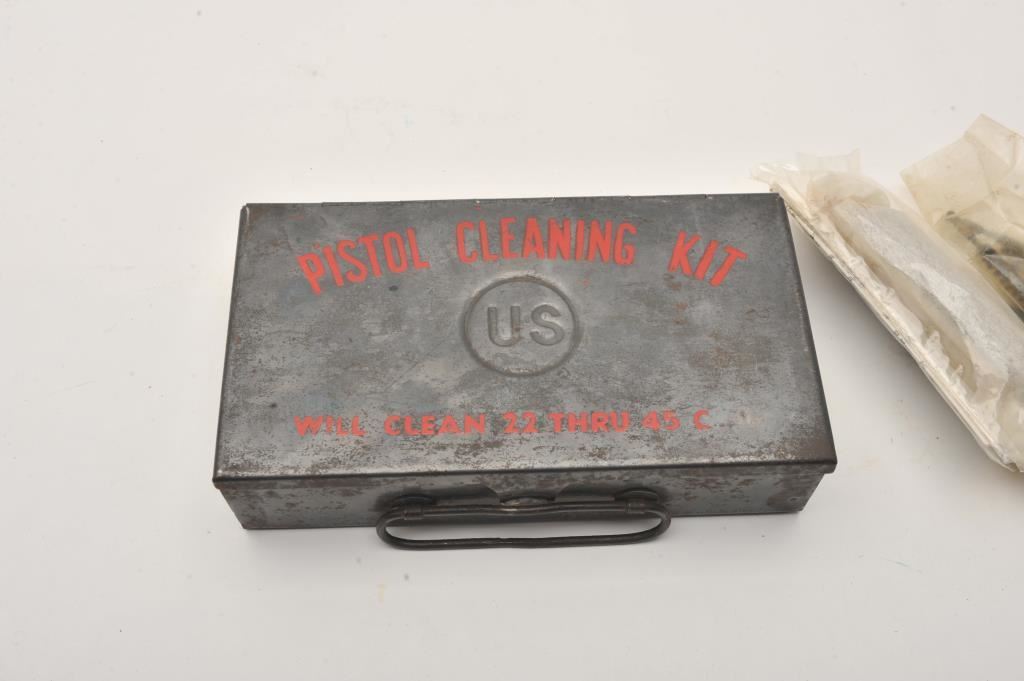 PISTOL CLEANING KIT
US
WILL CLEAN 22 THRU 45 C